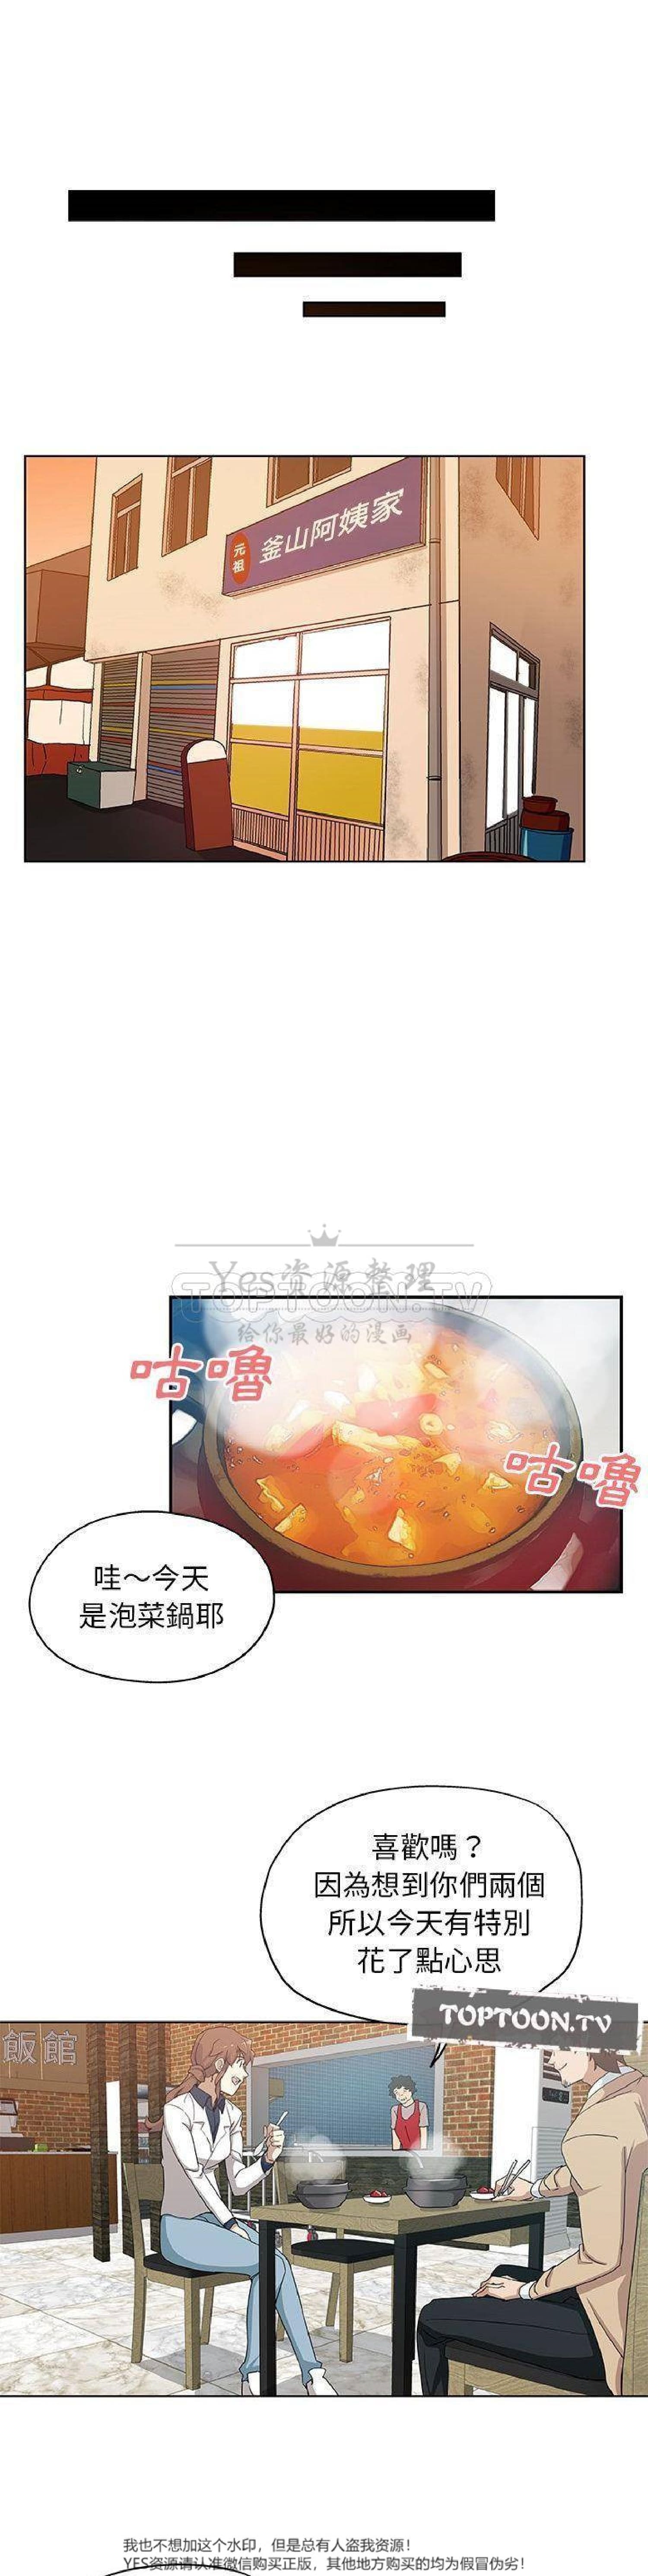 元祖 釜山阿姨家
Yes资源整理
TOPTOON.TV
给你最好的漫画
咕嚕
咕嚕
哇～今天
是泡菜鍋耶
喜歡嗎？
因為想到你們兩個
所以今天有特別
花了點心思
TOPTOON.TV
飯館
我也不想加这个水印，但是总有人盗我资源！
YES资源请认准微信购买正版，其他地方购买的均为假冒伪劣！